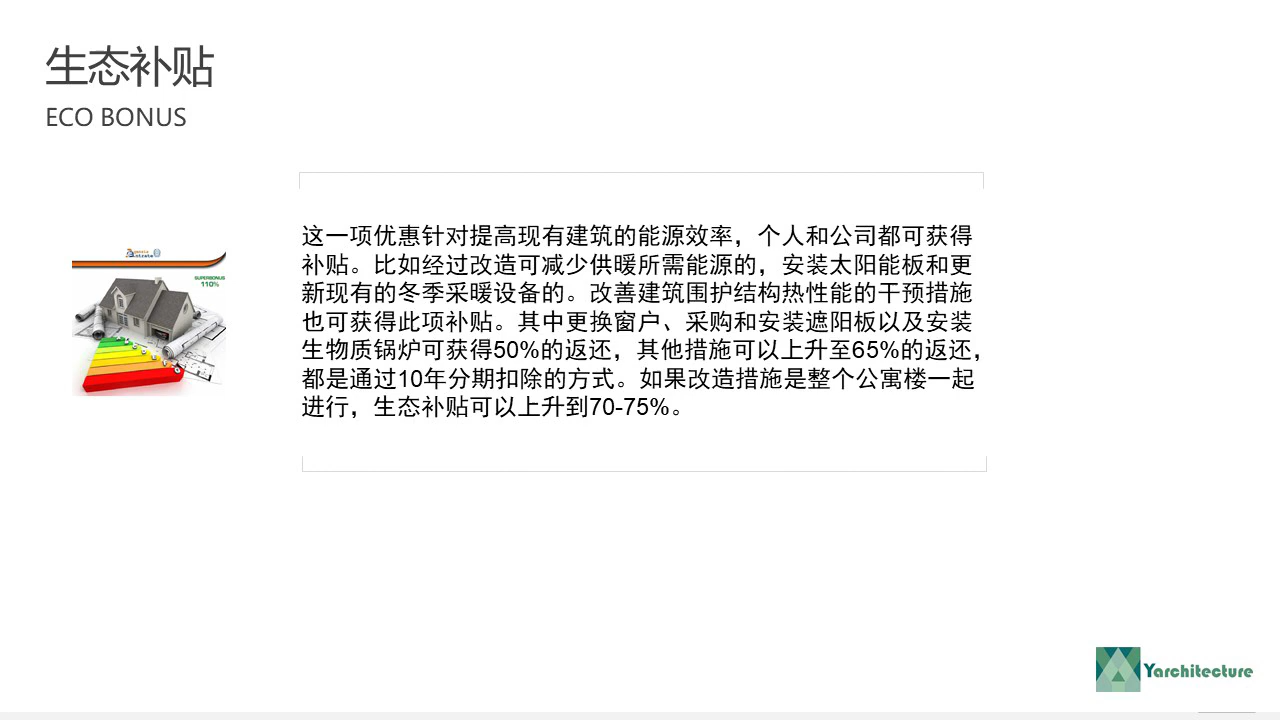 生态补贴
ECO BONUS
这一项优惠针对提高现有建筑的能源效率，个人和公司都可获得
补贴。比如经过改造可减少供暖所需能源的，安装太阳能板和更
新现有的冬季采暖设备的。改善建筑围护结构热性能的干预措施
也可获得此项补贴。其中更换窗户、采购和安装遮阳板以及安装
生物质锅炉可获得50%的返还，其他措施可以上升至65%的返还，
都是通过10年分期扣除的方式。如果改造措施是整个公寓楼一起
进行，生态补贴可以上升到70-75%。
SUPERBONUS
110%
Yarchitecture